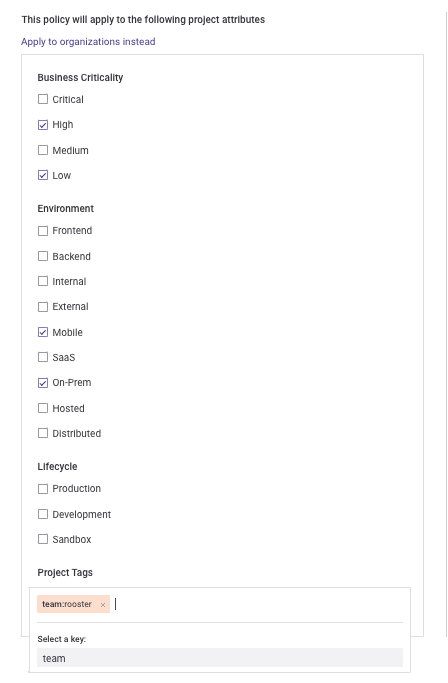 This policy will apply to the following project attributes
Apply to organizations instead
Business Criticality
Critical
High
Medium
Low
Environment
Frontend
Backend
Internal
External
Mobile
SaaS
On-Prem
Hosted
Distributed
Lifecycle
Production
Development
Sandbox
Project Tags
team:rooster ×
Select a key:
team